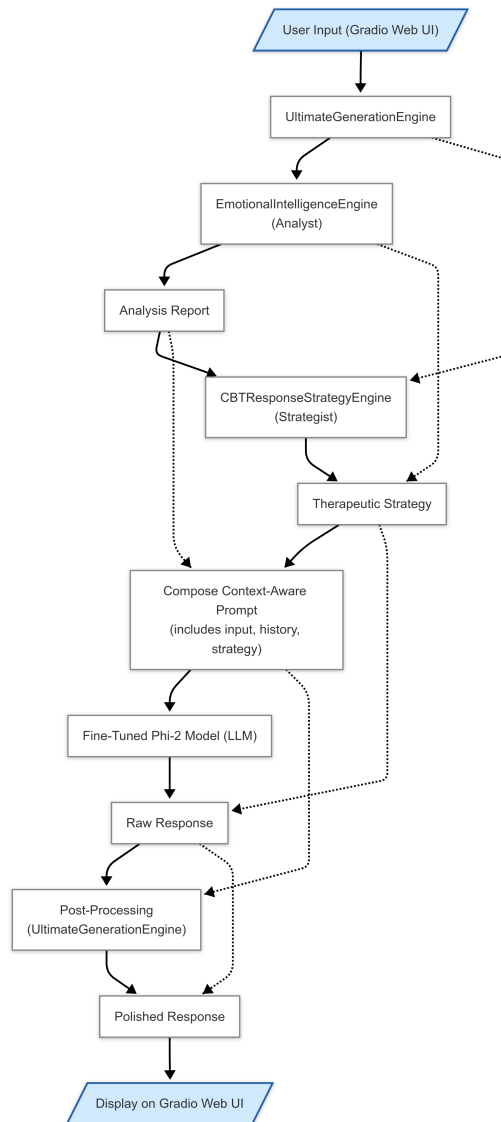 User Input (Gradio Web UI)
UltimateGenerationEngine
EmotionalIntelligenceEngine
(Analyst)
Analysis Report
CBTResponseStrategyEngine
(Strategist)
Therapeutic Strategy
Compose Context-Aware
Prompt
(includes input, history,
strategy)
Fine-Tuned Phi-2 Model (LLM)
Raw Response
Post-Processing
(UltimateGenerationEngine)
Polished Response
Display on Gradio Web UI